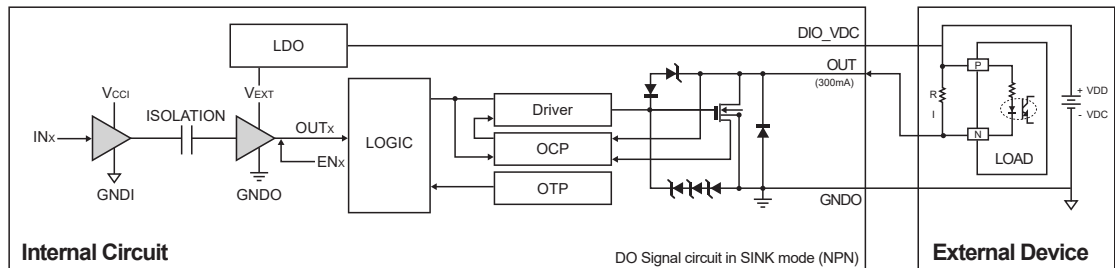 LDO
DIO_VDC
OUT
(300mA)
VCCI
ISOLATION
VEXT
INX
OUTX
ENX
GNDI
GNDO
LOGIC
Driver
OCP
OTP
GNDO
P
R
I
N
LOAD
+ VDD
- VDC
Internal Circuit
DO Signal circuit in SINK mode (NPN)
External Device